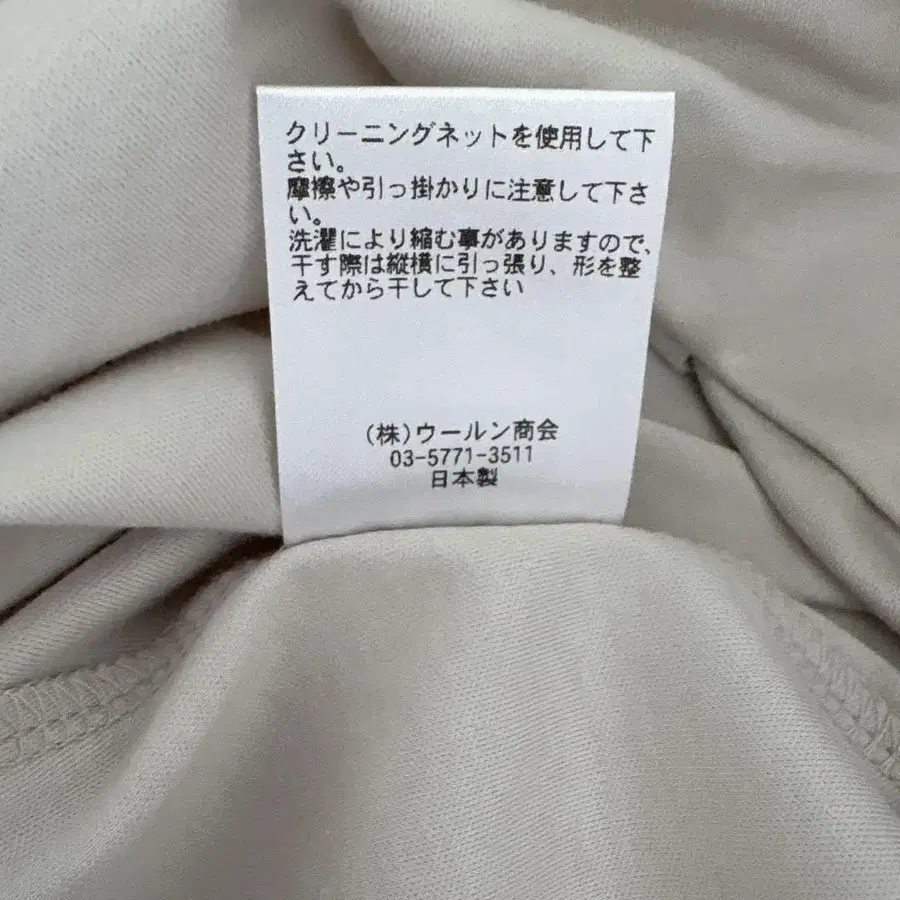 クリーニングネットを使用して下
さい。
摩擦や引っ掛かりに注意して下さ
い。
洗濯により縮む事がありますので、
干す際は縦横に引っ張り、形を整
えてから干して下さい
(株)ウールン商会
03-5771-3511
日本製